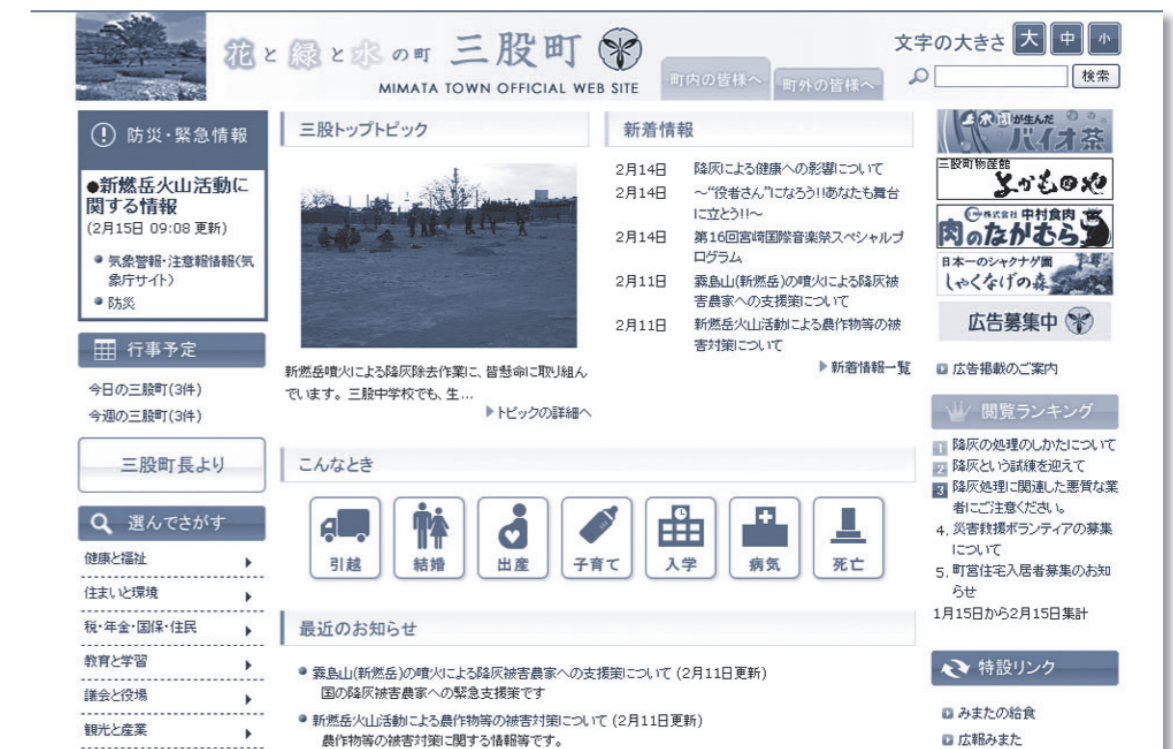 花と緑と水の町 三股町
MIMATA TOWN OFFICIAL WEB SITE
町内の皆様へ
町外の皆様へ
文字の大きさ 大 中 小
検索
防災・緊急情報
●新燃岳火山活動に
関する情報
(2月15日 09:08 更新)
気象警報・注意報情報(気
象庁サイト)
防災
行事予定
今日の三股町(3件)
今週の三股町(3件)
三股町長より
選んでさがす
健康と福祉
住まいと環境
税・年金・国保・住民
教育と学習
議会と役場
観光と産業
三股トップトピック
新燃岳噴火による降灰除去作業に、皆懸命に取り組ん
でいます。三股中学校でも、生...
トピックの詳細へ
新着情報
2月14日 降灰による健康への影響について
2月14日 ～“役者さん”になろう!!あなたも舞台
に立とう!!～
2月14日 第16回宮崎国際音楽祭スペシャルプ
ログラム
2月11日 霧島山(新燃岳)の噴火による降灰被
害農家への支援策について
2月11日 新燃岳火山活動による農作物等の被
害対策について
新着情報一覧
こんなとき
引越
結婚
出産
子育て
入学
病気
死亡
最近のお知らせ
霧島山(新燃岳)の噴火による降灰被害農家への支援策について (2月11日更新)
国の降灰被害農家への緊急支援策です
新燃岳火山活動による農作物等の被害対策について (2月11日更新)
農作物等の被害対策に関する情報等です。
が生んだ
バイオ茶
三股町物産館
よかもんや
株式会社 中村食肉
肉のながむら
日本一のシャクナゲ園
しゃくなげの森
広告募集中
広告掲載のご案内
閲覧ランキング
1 降灰の処理のしかたについて
2 降灰という試練を迎えて
3 降灰処理に関連した悪質な業
者にご注意ください。
4. 災害救援ボランティアの募集
について
5. 町営住宅入居者募集のお知
らせ
1月15日から2月15日集計
特設リンク
みまたの給食
広報みまた